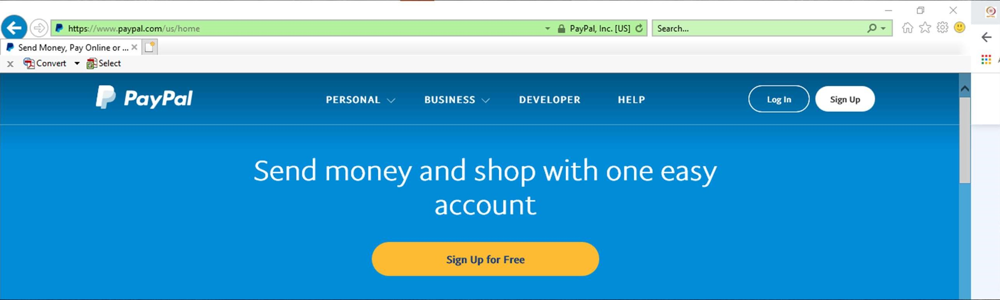 https://www.paypal.com/us/home
PayPal, Inc. [US]
Search...
Send Money, Pay Online or ...
Convert
Select
PayPal
PERSONAL
BUSINESS
DEVELOPER
HELP
Log In
Sign Up
Send money and shop with one easy
account
Sign Up for Free